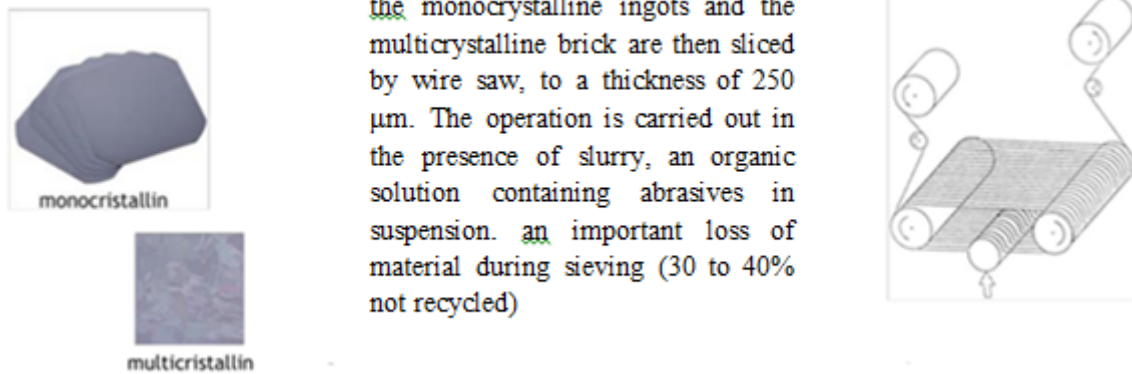 the monocrystalline ingots and the
multicrystalline brick are then sliced
by wire saw, to a thickness of 250
μm. The operation is carried out in
the presence of slurry, an organic
solution containing abrasives in
suspension. an important loss of
material during sieving (30 to 40%
not recycled)
monocristallin
multicristallin